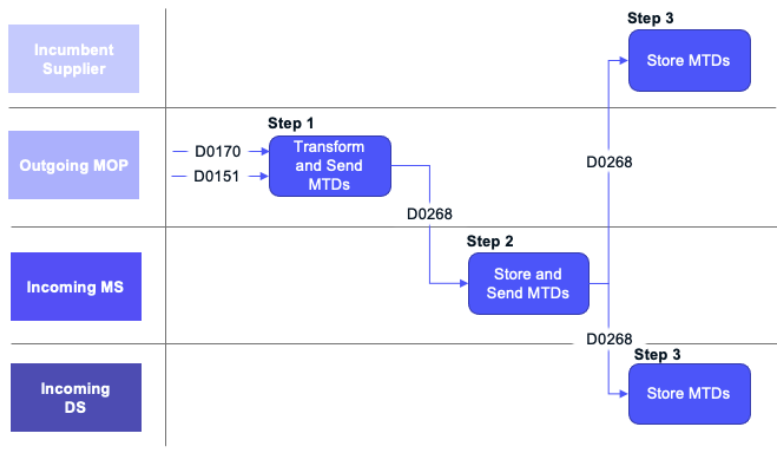 Step 3
Incumbent
Supplier
Store MTDs
Step 1
Outgoing MOP
D0170
D0151
Transform
and Send
MTDs
D0268
D0268
Step 2
Incoming MS
Store and
Send MTDs
D0268
Step 3
Incoming
DS
Store MTDs